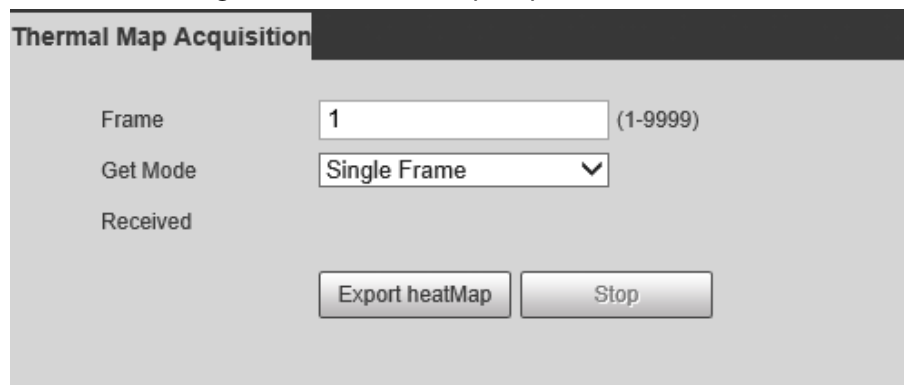 Thermal Map Acquisition
Frame 1 (1-9999)
Get Mode Single Frame
Received
Export heatMap Stop